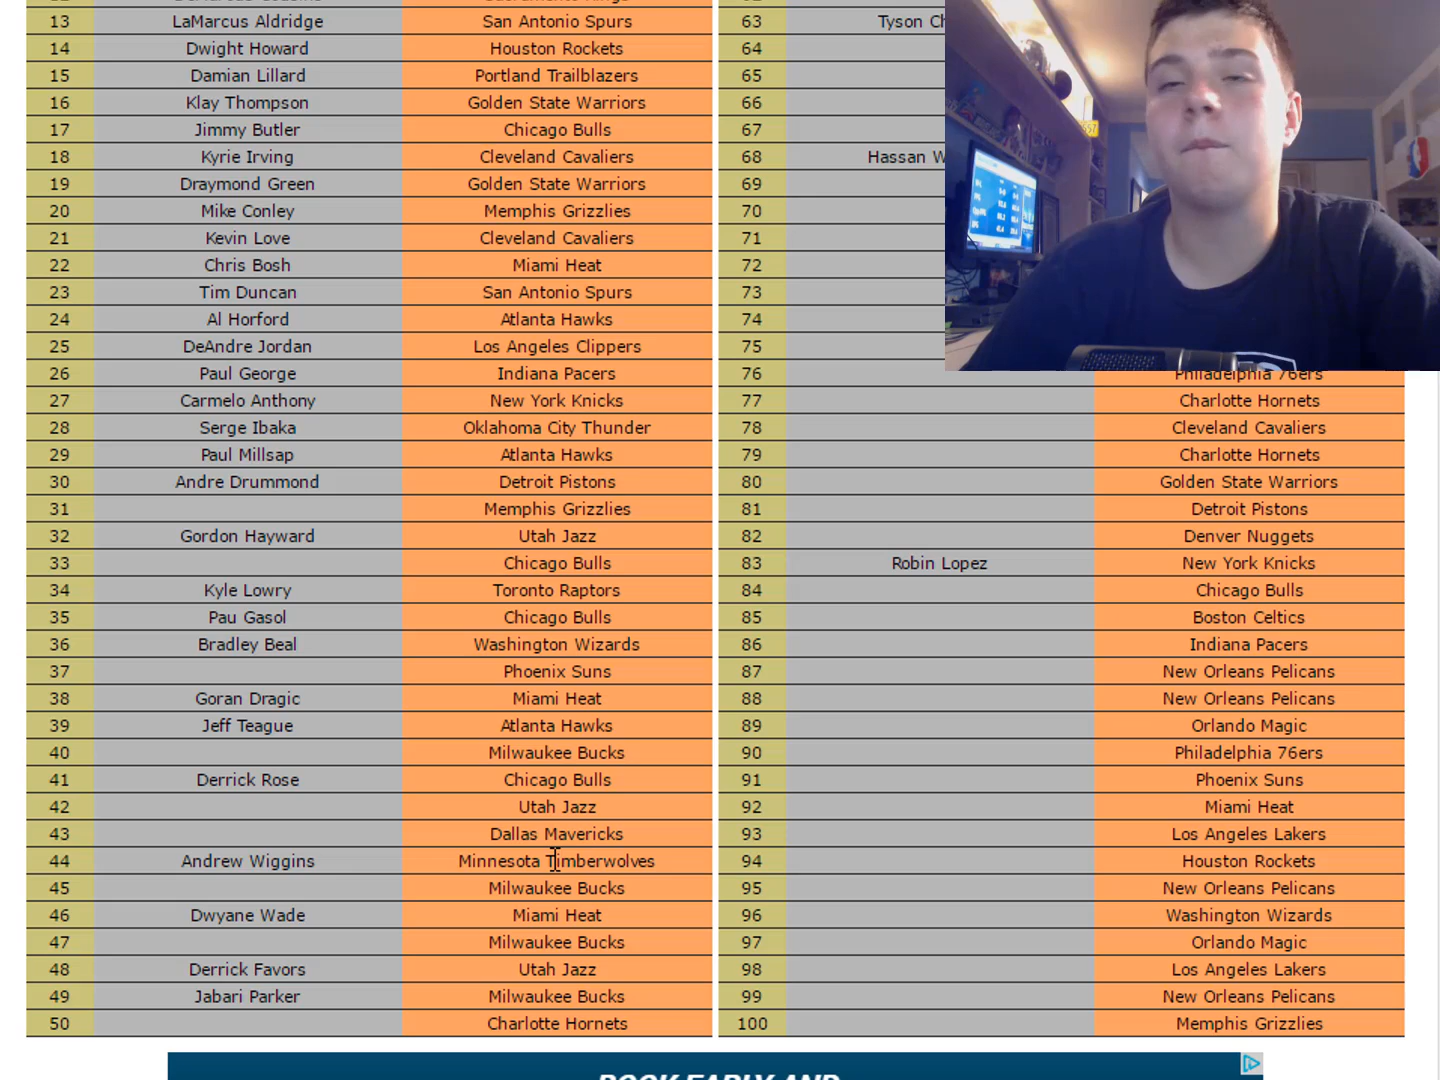 13 LaMarcus Aldridge San Antonio Spurs
14 Dwight Howard Houston Rockets
15 Damian Lillard Portland Trailblazers
16 Klay Thompson Golden State Warriors
17 Jimmy Butler Chicago Bulls
18 Kyrie Irving Cleveland Cavaliers
19 Draymond Green Golden State Warriors
20 Mike Conley Memphis Grizzlies
21 Kevin Love Cleveland Cavaliers
22 Chris Bosh Miami Heat
23 Tim Duncan San Antonio Spurs
24 Al Horford Atlanta Hawks
25 DeAndre Jordan Los Angeles Clippers
26 Paul George Indiana Pacers
27 Carmelo Anthony New York Knicks
28 Serge Ibaka Oklahoma City Thunder
29 Paul Millsap Atlanta Hawks
30 Andre Drummond Detroit Pistons
31 Memphis Grizzlies
32 Gordon Hayward Utah Jazz
33 Chicago Bulls
34 Kyle Lowry Toronto Raptors
35 Pau Gasol Chicago Bulls
36 Bradley Beal Washington Wizards
37 Phoenix Suns
38 Goran Dragic Miami Heat
39 Jeff Teague Atlanta Hawks
40 Milwaukee Bucks
41 Derrick Rose Chicago Bulls
42 Utah Jazz
43 Dallas Mavericks
44 Andrew Wiggins Minnesota Timberwolves
45 Milwaukee Bucks
46 Dwyane Wade Miami Heat
47 Milwaukee Bucks
48 Derrick Favors Utah Jazz
49 Jabari Parker Milwaukee Bucks
50 Charlotte Hornets
63 Tyson Ch
64
65
66
67
68 Hassan W
69
70
71
72
73
74
75
76 Philadelphia 76ers
77 Charlotte Hornets
78 Cleveland Cavaliers
79 Charlotte Hornets
80 Golden State Warriors
81 Detroit Pistons
82 Denver Nuggets
83 Robin Lopez New York Knicks
84 Chicago Bulls
85 Boston Celtics
86 Indiana Pacers
87 New Orleans Pelicans
88 New Orleans Pelicans
89 Orlando Magic
90 Philadelphia 76ers
91 Phoenix Suns
92 Miami Heat
93 Los Angeles Lakers
94 Houston Rockets
95 New Orleans Pelicans
96 Washington Wizards
97 Orlando Magic
98 Los Angeles Lakers
99 New Orleans Pelicans
100 Memphis Grizzlies
BOOK EARLY AND